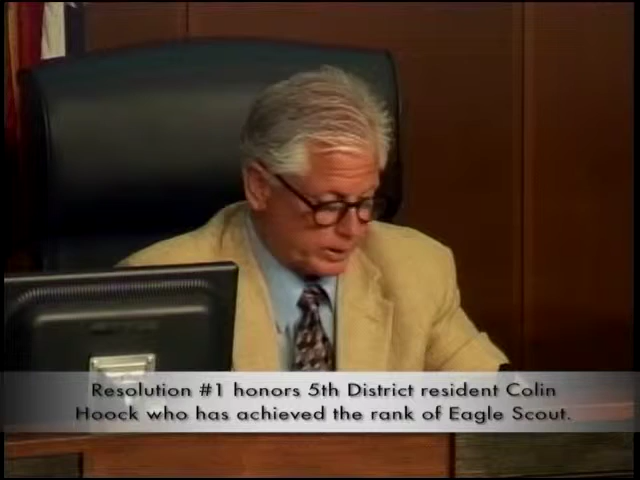 Resolution #1 honors 5th District resident Colin
Hoock who has achieved the rank of Eagle Scout.